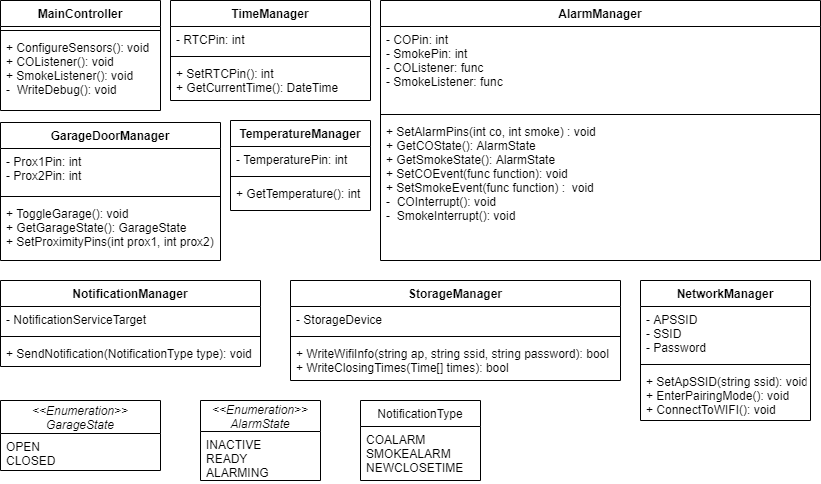 MainController
+ ConfigureSensors(): void
+ COListener(): void
+ SmokeListener(): void
- WriteDebug(): void
TimeManager
- RTCPin: int
+ SetRTCPin(): int
+ GetCurrentTime(): DateTime
AlarmManager
- COPin: int
- SmokePin: int
- COListener: func
- SmokeListener: func
+ SetAlarmPins(int co, int smoke) : void
+ GetCOState(): AlarmState
+ GetSmokeState(): AlarmState
+ SetCOEvent(func function): void
+ SetSmokeEvent(func function) : void
- COInterrupt(): void
- SmokeInterrupt(): void
GarageDoorManager
- Prox1Pin: int
- Prox2Pin: int
+ ToggleGarage(): void
+ GetGarageState(): GarageState
+ SetProximityPins(int prox1, int prox2)
TemperatureManager
- TemperaturePin: int
+ GetTemperature(): int
NotificationManager
- NotificationServiceTarget
+ SendNotification(NotificationType type): void
StorageManager
- StorageDevice
+ WriteWifiInfo(string ap, string ssid, string password): bool
+ WriteClosingTimes(Time[] times): bool
NetworkManager
- APSSID
- SSID
- Password
+ SetApSSID(string ssid): void
+ EnterPairingMode(): void
+ ConnectToWIFI(): void
<<Enumeration>>
GarageState
OPEN
CLOSED
<<Enumeration>>
AlarmState
INACTIVE
READY
ALARMING
NotificationType
COALARM
SMOKEALARM
NEWCLOSETIME